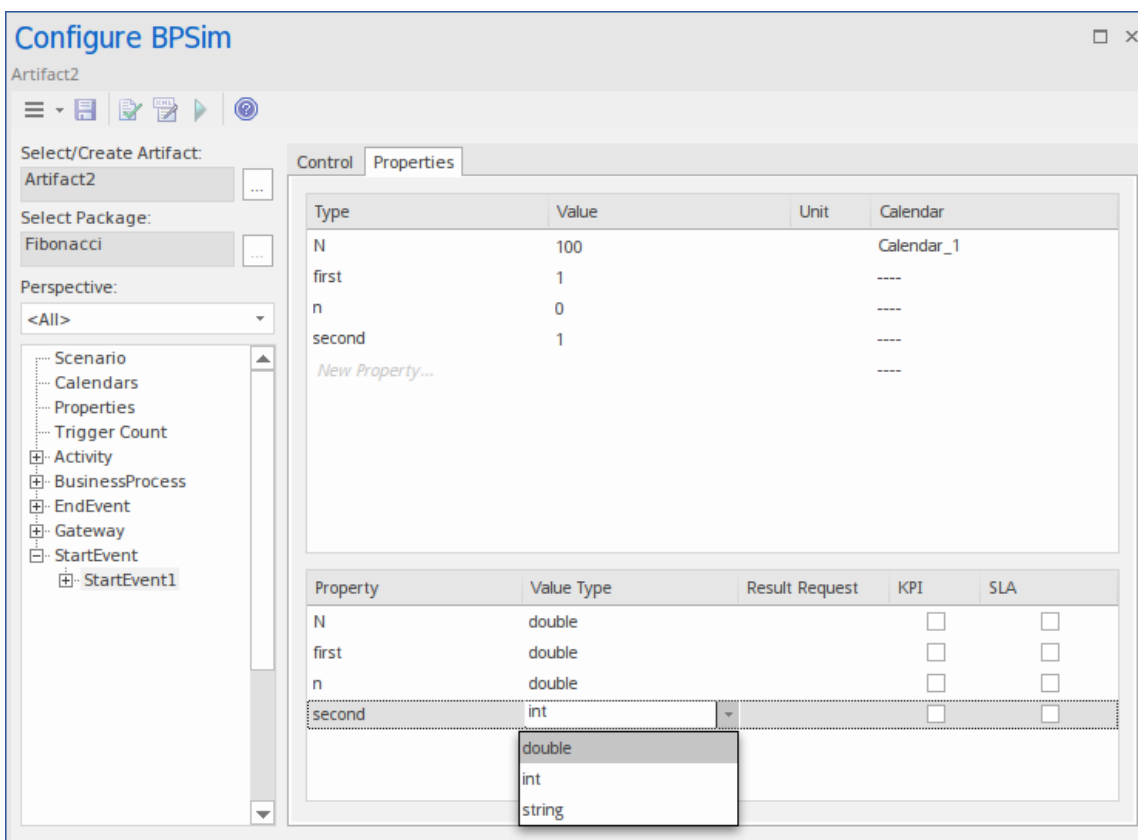 Configure BPSim
Artifact2
Select/Create Artifact:
Artifact2
...
Select Package:
Fibonacci
...
Perspective:
<All>
Scenario
Calendars
Properties
Trigger Count
Activity
BusinessProcess
EndEvent
Gateway
StartEvent
StartEvent1
Control Properties
Type Value Unit Calendar
N 100 Calendar_1
first 1 ----
n 0 ----
second 1 ----
New Property... ----
Property Value Type Result Request KPI SLA
N double
first double
n double
second int
double
int
string